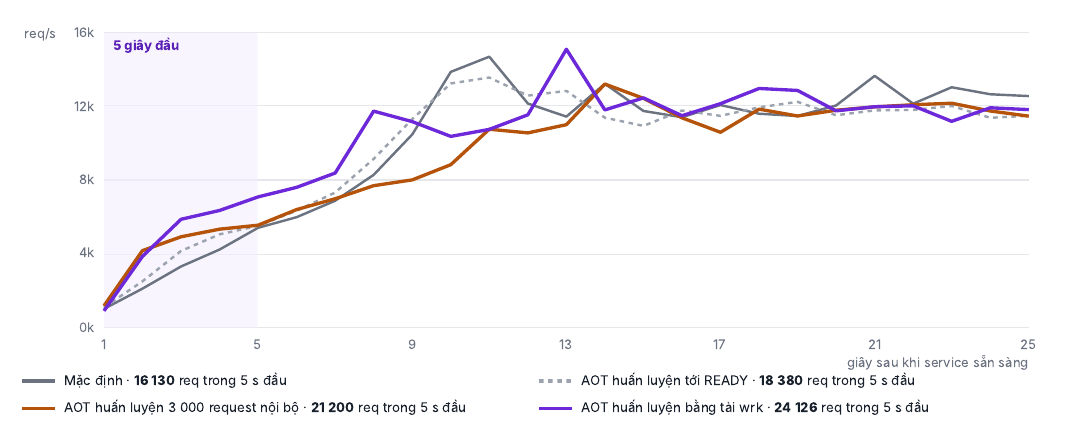 req/s
16k
5 giây đầu
12k
8k
4k
0k
1 5 9 13 17 21 25
giây sau khi service sẵn sàng
Mặc định · 16 130 req trong 5 s đầu
AOT huấn luyện tới READY · 18 380 req trong 5 s đầu
AOT huấn luyện 3 000 request nội bộ · 21 200 req trong 5 s đầu
AOT huấn luyện bằng tải wrk · 24 126 req trong 5 s đầu